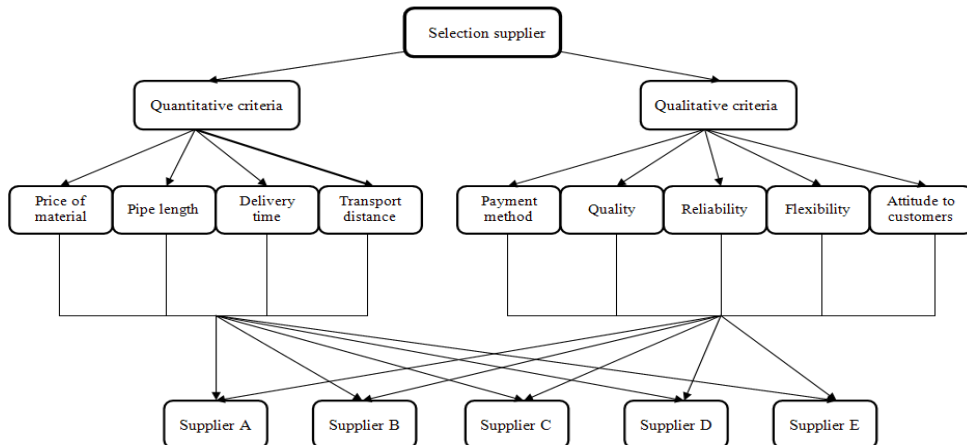 Selection supplier
Quantitative criteria
Qualitative criteria
Price of
material
Pipe length
Delivery
time
Transport
distance
Payment
method
Quality
Reliability
Flexibility
Attitude to
customers
Supplier A
Supplier B
Supplier C
Supplier D
Supplier E